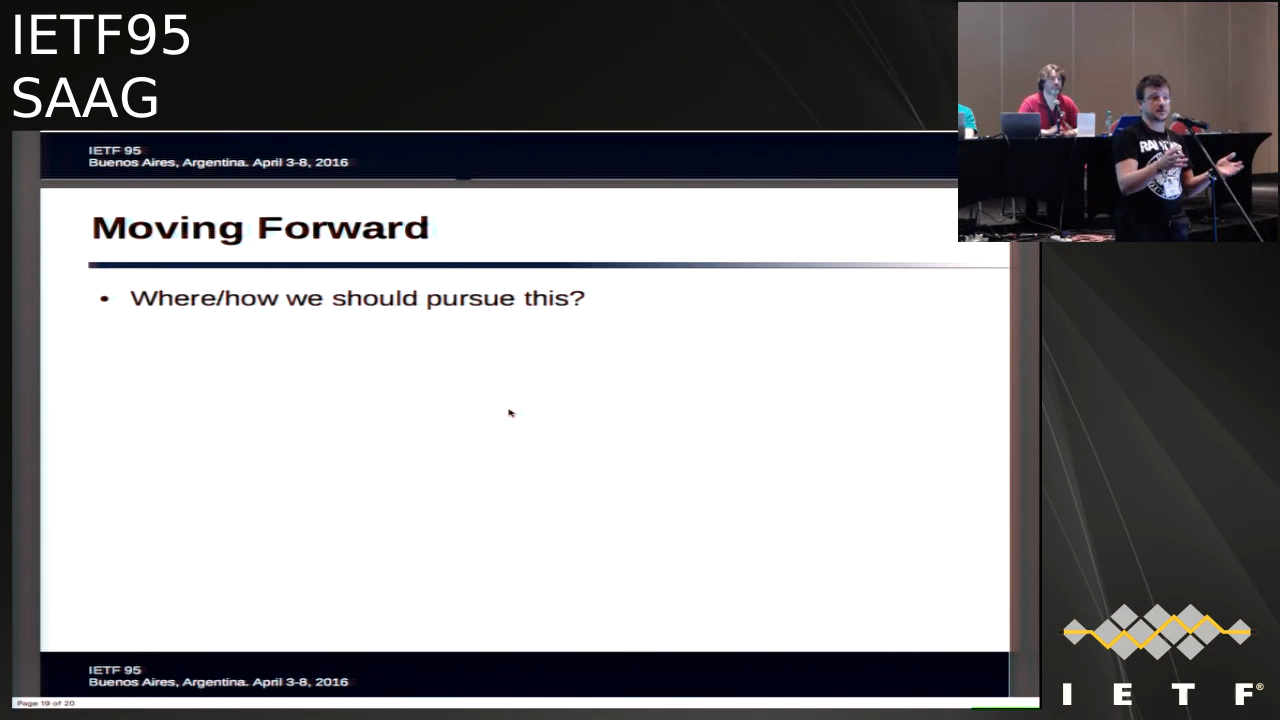 IETF95
SAAG
IETF 95
Buenos Aires, Argentina. April 3-8, 2016
Moving Forward
• Where/how we should pursue this?
IETF 95
Buenos Aires, Argentina. April 3-8, 2016
Page 19 of 20
I E T F®